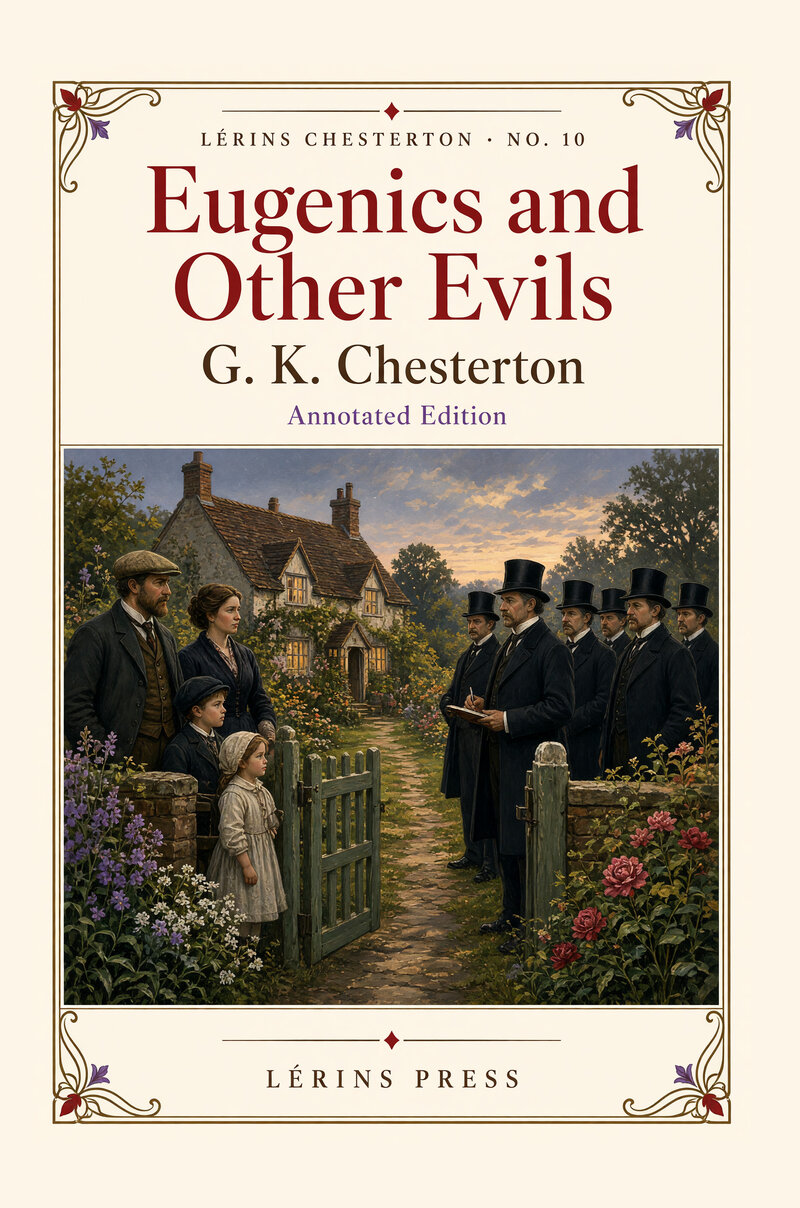 LÉRINS CHESTERTON · NO. 10
Eugenics and
Other Evils
G. K. Chesterton
Annotated Edition
LÉRINS PRESS